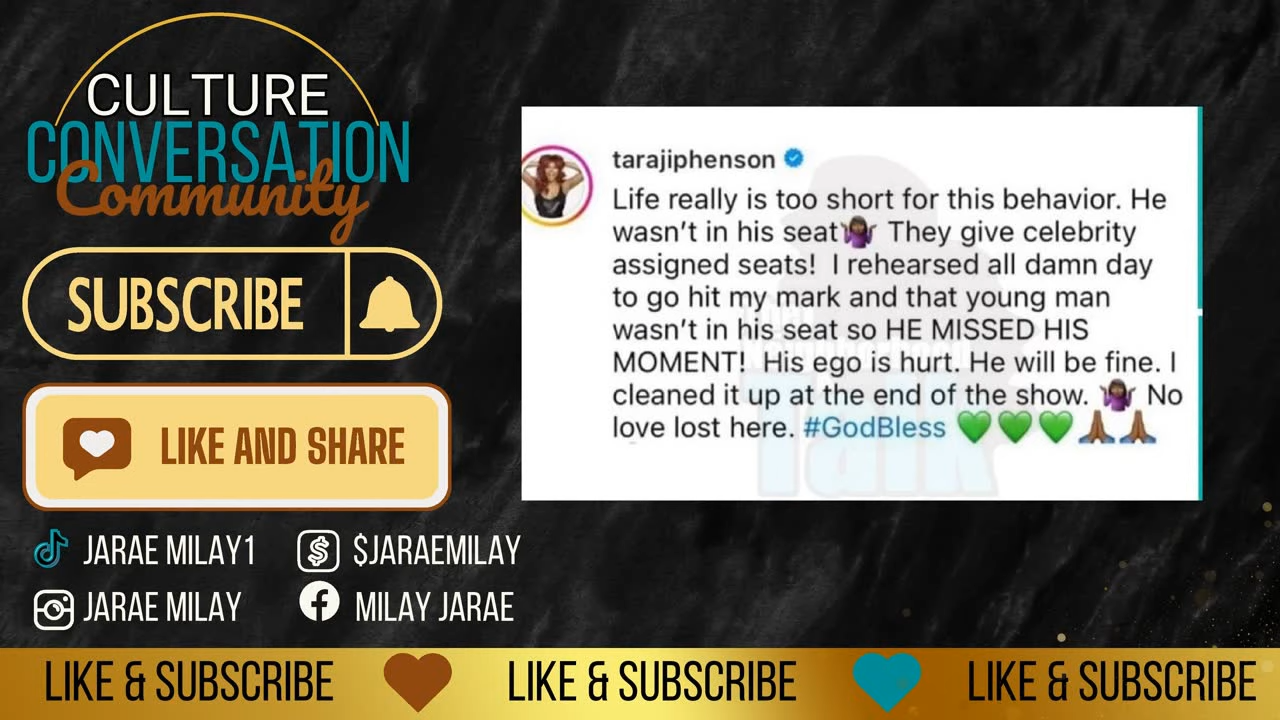 CULTURE
CONVERSATION
Community
SUBSCRIBE
LIKE AND SHARE
JARAE MILAY1
$JARAEMILAY
JARAE MILAY
MILAY JARAE
tarajiphenson
Life really is too short for this behavior. He
wasn’t in his seat🤷🏾‍♀️ They give celebrity
assigned seats! I rehearsed all damn day
to go hit my mark and that young man
wasn’t in his seat so HE MISSED HIS
MOMENT! His ego is hurt. He will be fine. I
cleaned it up at the end of the show. 🤷🏾‍♀️ No
love lost here. #GodBless 💚💚💚🙏🏾🙏🏾
Talk
LIKE & SUBSCRIBE
LIKE & SUBSCRIBE
LIKE & SUBSCRIBE